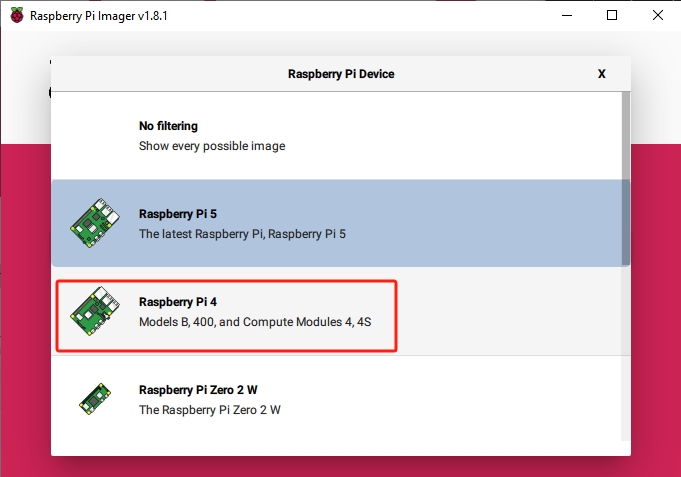 Raspberry Pi Imager v1.8.1
Raspberry Pi Device
X
No filtering
Show every possible image
Raspberry Pi 5
The latest Raspberry Pi, Raspberry Pi 5
Raspberry Pi 4
Models B, 400, and Compute Modules 4, 4S
Raspberry Pi Zero 2 W
The Raspberry Pi Zero 2 W